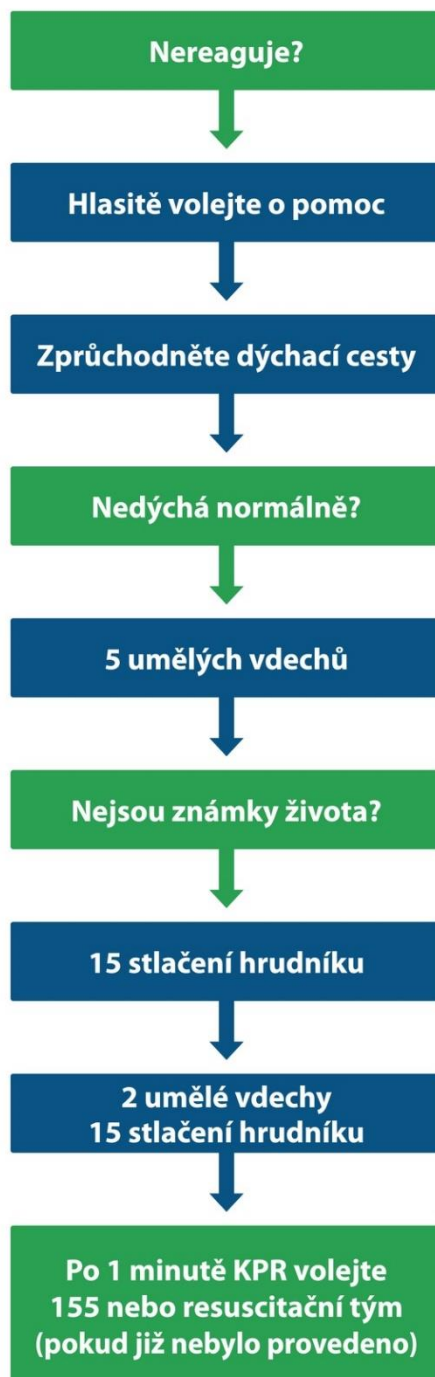 Nereaguje?
Hlasitě volejte o pomoc
Zprůchodněte dýchací cesty
Nedýchá normálně?
5 umělých vdechů
Nejsou známky života?
15 stlačení hrudníku
2 umělé vdechy
15 stlačení hrudníku
Po 1 minutě KPR volejte
155 nebo resuscitační tým
(pokud již nebylo provedeno)